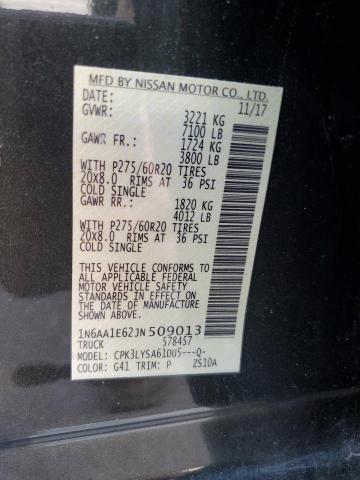 MFD BY NISSAN MOTOR CO., LTD.
DATE: 11/17
GVWR: 3221 KG
7100 LB
GAWR FR: 1724 KG
3800 LB
WITH P275/60R20 TIRES
20X8.0 RIMS AT 36 PSI
COLD SINGLE
GAWR RR: 1820 KG
4012 LB
WITH P275/60R20 TIRES
20X8.0 RIMS AT 36 PSI
COLD SINGLE
THIS VEHICLE CONFORMS TO
ALL APPLICABLE FEDERAL
MOTOR VEHICLE SAFETY
STANDARDS IN EFFECT ON
THE DATE OF MANUFACTURE
SHOWN ABOVE.
1N6AA1E62JN509013
TRUCK 578457
MODEL: CPK3LYSA61DU5---Q-
COLOR: G41 TRIM: P ZS10A